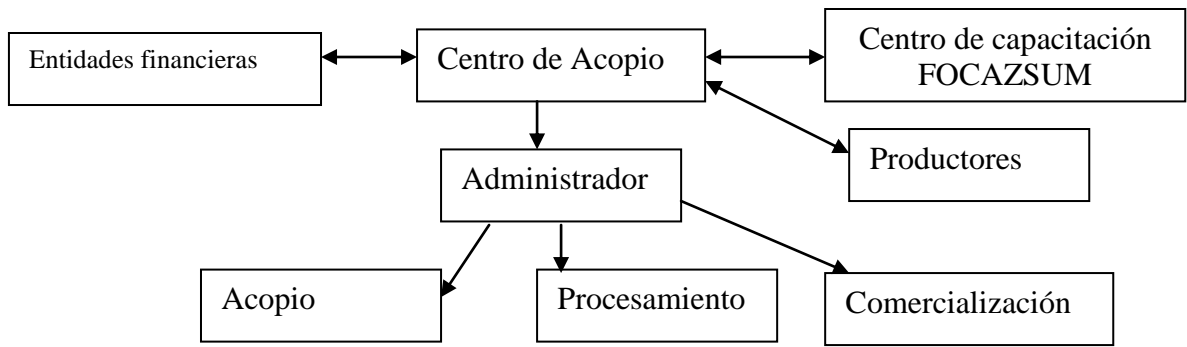 Entidades financieras
Centro de Acopio
Centro de capacitación
FOCAZSUM
Productores
Administrador
Acopio
Procesamiento
Comercialización